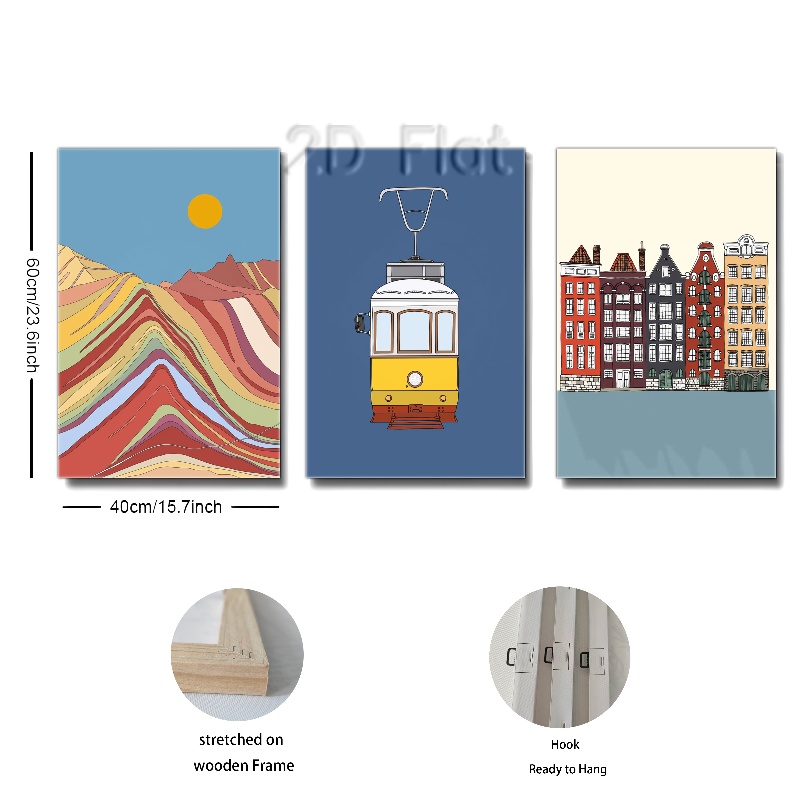 2D Flat
60cm/23.6inch
40cm/15.7inch
stretched on
wooden Frame
Hook
Ready to Hang